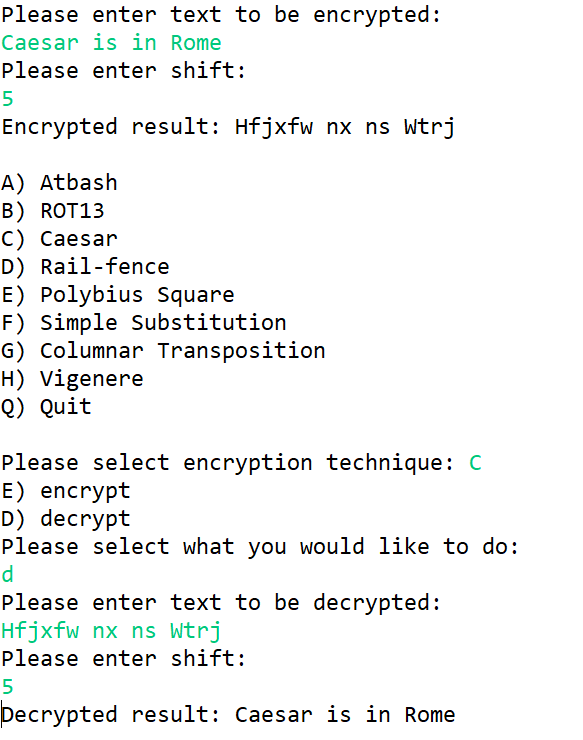 Please enter text to be encrypted:
Caesar is in Rome
Please enter shift:
5
Encrypted result: Hfjxfw nx ns Wtrj
A) Atbash
B) ROT13
C) Caesar
D) Rail-fence
E) Polybius Square
F) Simple Substitution
G) Columnar Transposition
H) Vigenere
Q) Quit
Please select encryption technique: C
E) encrypt
D) decrypt
Please select what you would like to do:
d
Please enter text to be decrypted:
Hfjxfw nx ns Wtrj
Please enter shift:
5
Decrypted result: Caesar is in Rome